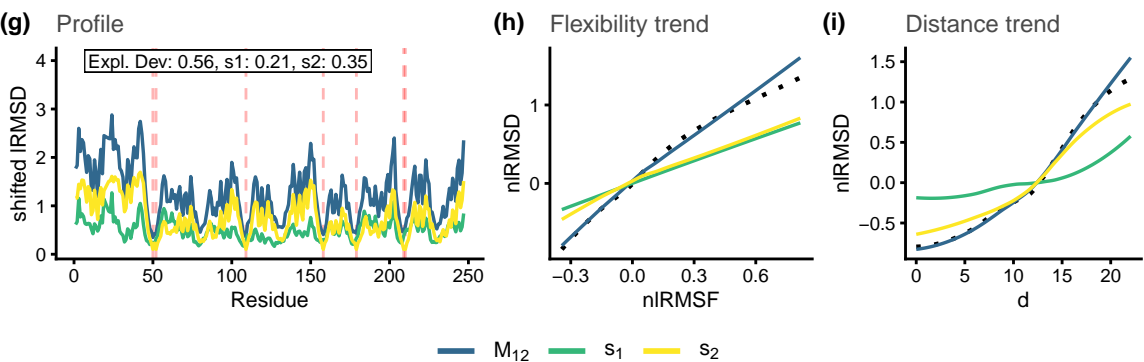 (g) Profile
Expl. Dev: 0.56, s1: 0.21, s2: 0.35
shifted lRMSD
4
3
2
1
0
0 50 100 150 200 250
Residue
(h) Flexibility trend
nlRMSD
1
0
−0.3 0.0 0.3 0.6
nlRMSF
(i) Distance trend
nlRMSD
1.5
1.0
0.5
0.0
−0.5
0 5 10 15 20
d
M12 s1 s2